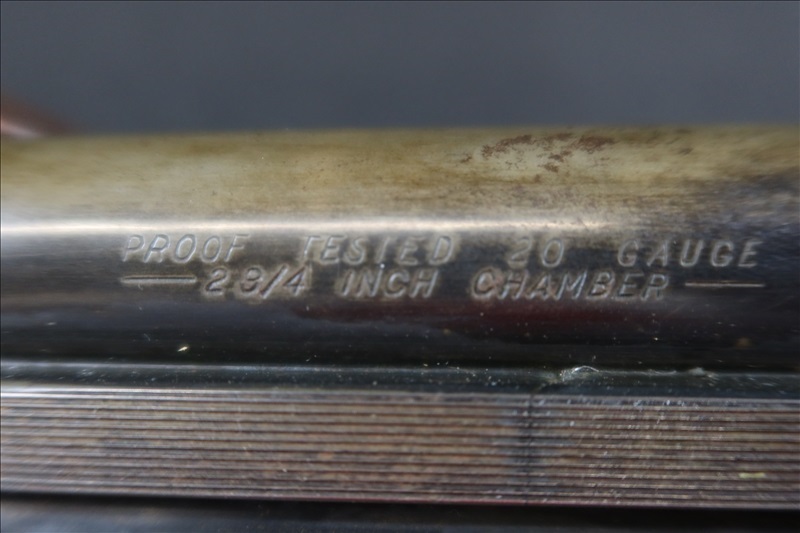 PROOF TESTED 20 GAUGE
— 2 3/4 INCH CHAMBER —